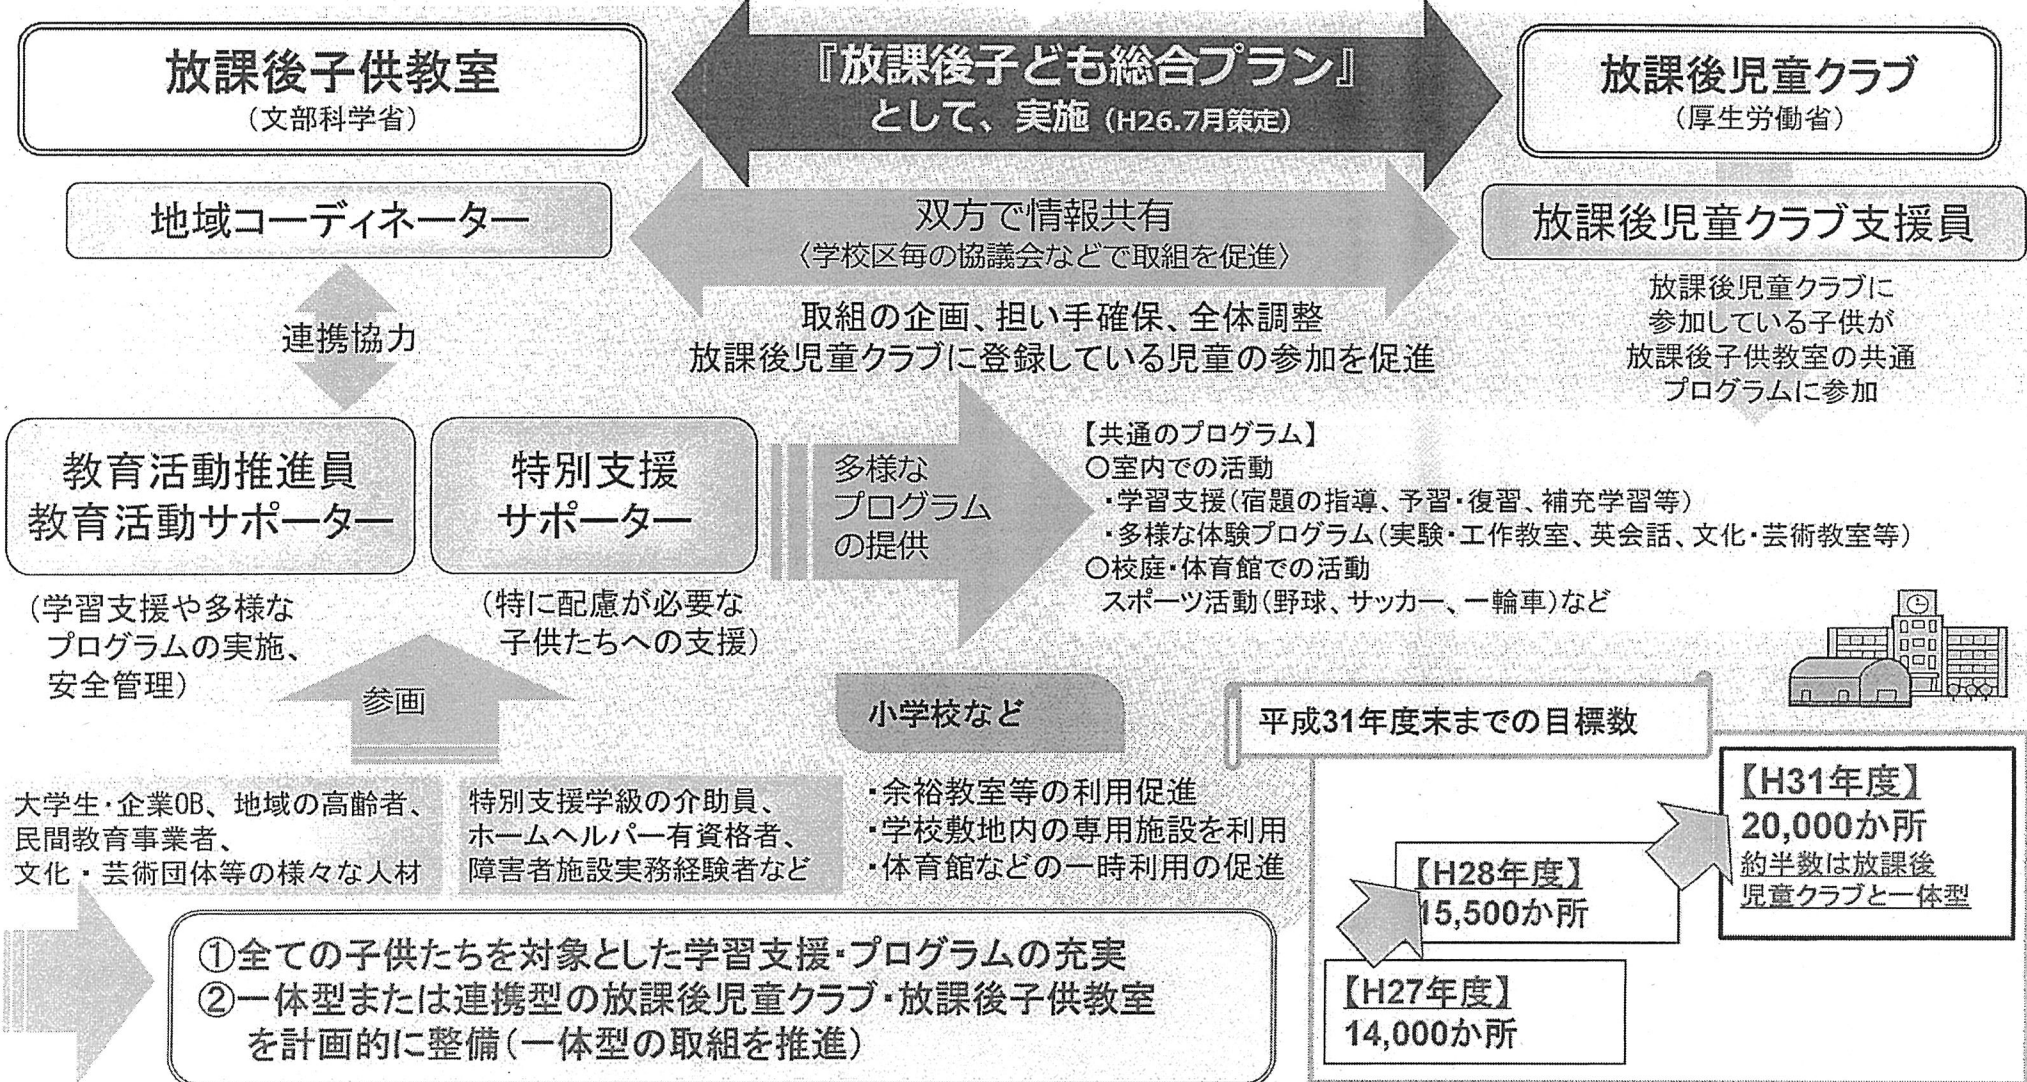 放課後子供教室
（文部科学省）
『放課後子ども総合プラン』
として、実施（H26.7月策定）
放課後児童クラブ
（厚生労働省）
地域コーディネーター
双方で情報共有
〈学校区毎の協議会などで取組を促進〉
放課後児童クラブ支援員
連携協力
取組の企画、担い手確保、全体調整
放課後児童クラブに登録している児童の参加を促進
放課後児童クラブに
参加している子供が
放課後子供教室の共通
プログラムに参加
教育活動推進員
教育活動サポーター
特別支援
サポーター
多様な
プログラム
の提供
【共通のプログラム】
○室内での活動
・学習支援（宿題の指導、予習・復習、補充学習等）
・多様な体験プログラム（実験・工作教室、英会話、文化・芸術教室等）
○校庭・体育館での活動
スポーツ活動（野球、サッカー、一輪車）など
（学習支援や多様な
プログラムの実施、
安全管理）
（特に配慮が必要な
子供たちへの支援）
参画
小学校など
平成31年度末までの目標数
大学生・企業OB、地域の高齢者、
民間教育事業者、
文化・芸術団体等の様々な人材
特別支援学級の介助員、
ホームヘルパー有資格者、
障害者施設実務経験者など
・余裕教室等の利用促進
・学校敷地内の専用施設を利用
・体育館などの一時利用の促進
【H31年度】
20,000か所
約半数は放課後
児童クラブと一体型
【H28年度】
15,500か所
【H27年度】
14,000か所
①全ての子供たちを対象とした学習支援・プログラムの充実
②一体型または連携型の放課後児童クラブ・放課後子供教室
を計画的に整備（一体型の取組を推進）